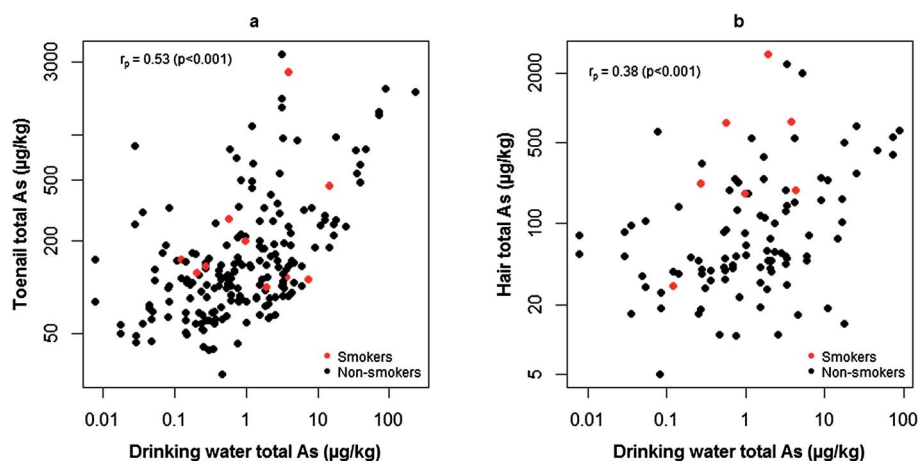 a
r_p = 0.53 (p<0.001)
Toenail total As (µg/kg)
3000
500
200
50
0.01 0.1 1 10 100
Drinking water total As (µg/kg)
Smokers
Non-smokers
b
r_p = 0.38 (p<0.001)
Hair total As (µg/kg)
2000
500
100
20
5
0.01 0.1 1 10 100
Drinking water total As (µg/kg)
Smokers
Non-smokers